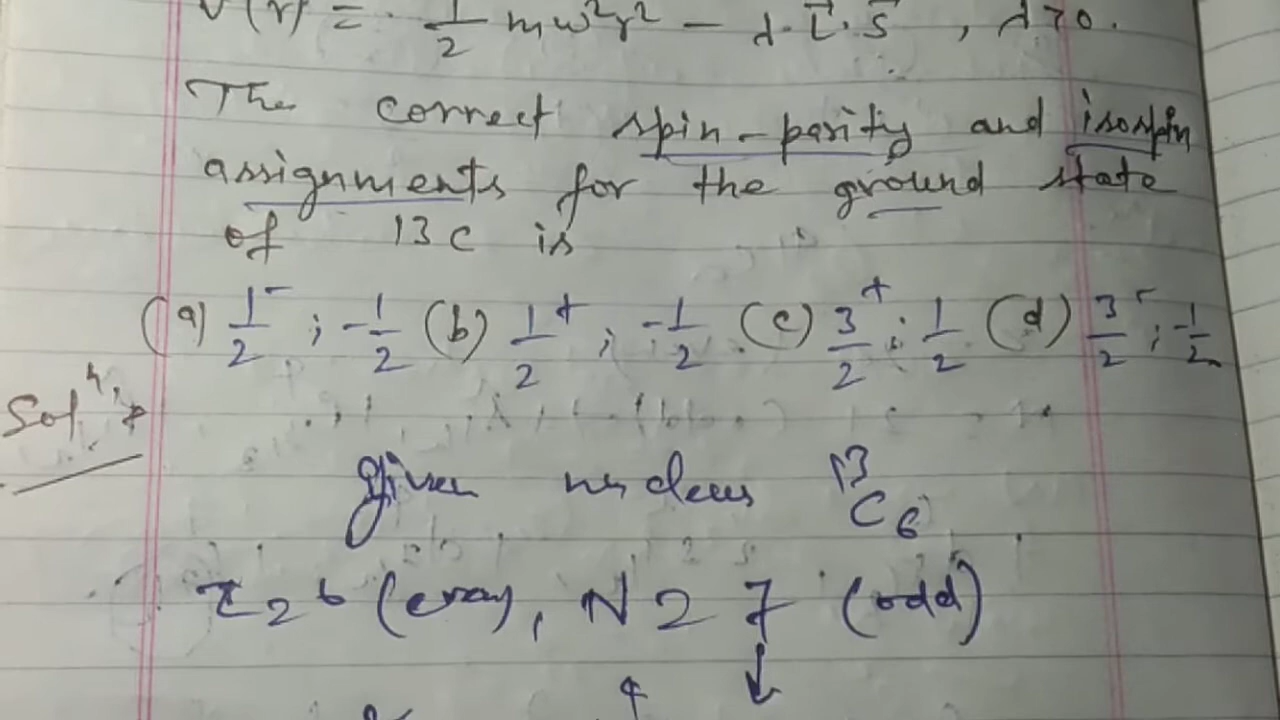 V(r) = 1/2 mω²r² - λ·L⃗·S⃗ , λ>0.
The correct spin-parity and isospin
assignments for the ground state
of 13C is
(a) 1/2⁻ ; -1/2 (b) 1/2⁺ ; -1/2 (c) 3/2⁺ ; 1/2 (d) 3/2⁻ ; -1/2
Solⁿ,
given nucleus ¹³C₆
Z = 6 (even), N = 7 (odd)
↓